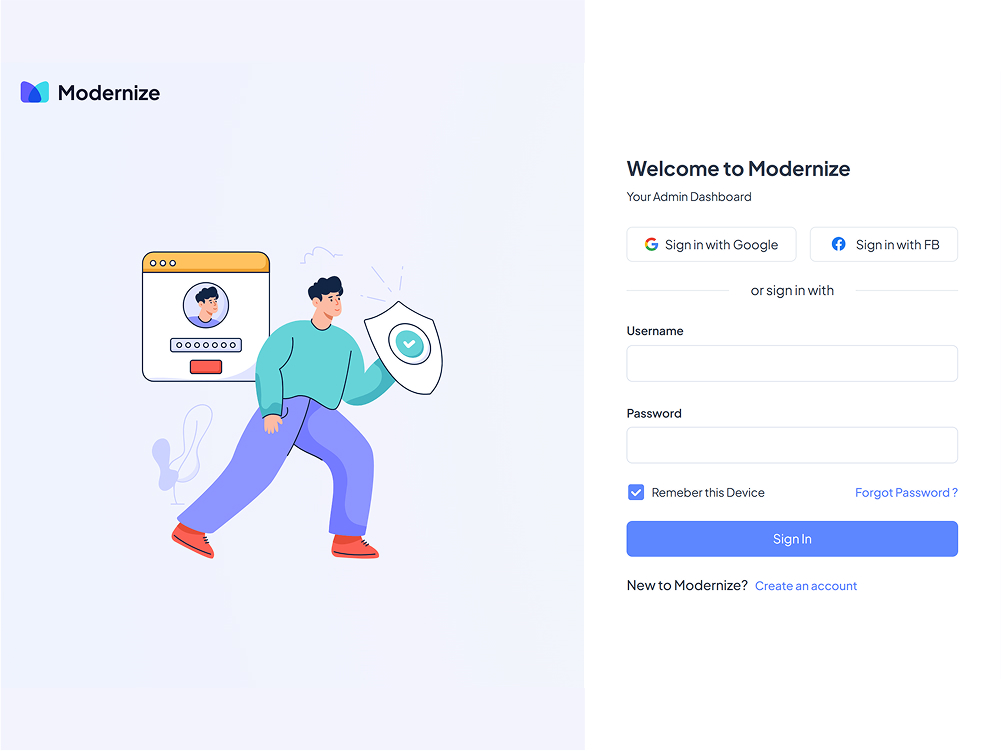 Modernize
Welcome to Modernize
Your Admin Dashboard
Sign in with Google
Sign in with FB
or sign in with
Username
Password
Remeber this Device
Forgot Password ?
Sign In
New to Modernize? Create an account